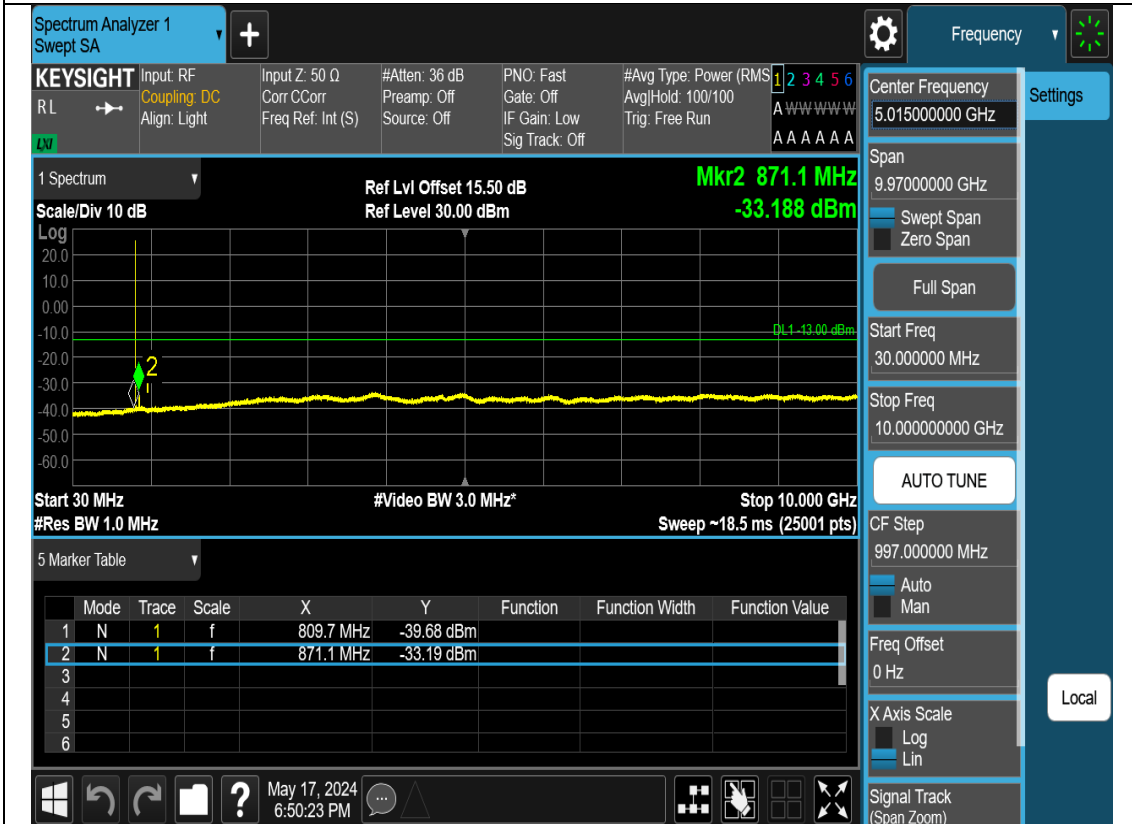 Spectrum Analyzer 1
Swept SA
Frequency
KEYSIGHT
R L
LXI
Input: RF
Coupling: DC
Align: Light
Input Z: 50 Ω
Corr CCorr
Freq Ref: Int (S)
#Atten: 36 dB
Preamp: Off
Source: Off
PNO: Fast
Gate: Off
IF Gain: Low
Sig Track: Off
#Avg Type: Power (RMS
Avg|Hold: 100/100
Trig: Free Run
1 2 3 4 5 6
A W W W W W
A A A A A A
1 Spectrum
Scale/Div 10 dB
Ref Lvl Offset 15.50 dB
Ref Level 30.00 dBm
Mkr2 871.1 MHz
-33.188 dBm
Log
20.0
10.0
0.00
-10.0
-20.0
-30.0
-40.0
-50.0
-60.0
DL1 -13.00 dBm
2
Start 30 MHz
#Video BW 3.0 MHz*
Stop 10.000 GHz
#Res BW 1.0 MHz
Sweep ~18.5 ms (25001 pts)
5 Marker Table
Mode Trace Scale X Y Function Function Width Function Value
1 N 1 f 809.7 MHz -39.68 dBm
2 N 1 f 871.1 MHz -33.19 dBm
3
4
5
6
May 17, 2024
6:50:23 PM
Center Frequency
5.015000000 GHz
Settings
Span
9.97000000 GHz
Swept Span
Zero Span
Full Span
Start Freq
30.000000 MHz
Stop Freq
10.000000000 GHz
AUTO TUNE
CF Step
997.000000 MHz
Auto
Man
Freq Offset
0 Hz
X Axis Scale
Log
Lin
Local
Signal Track
(Span Zoom)